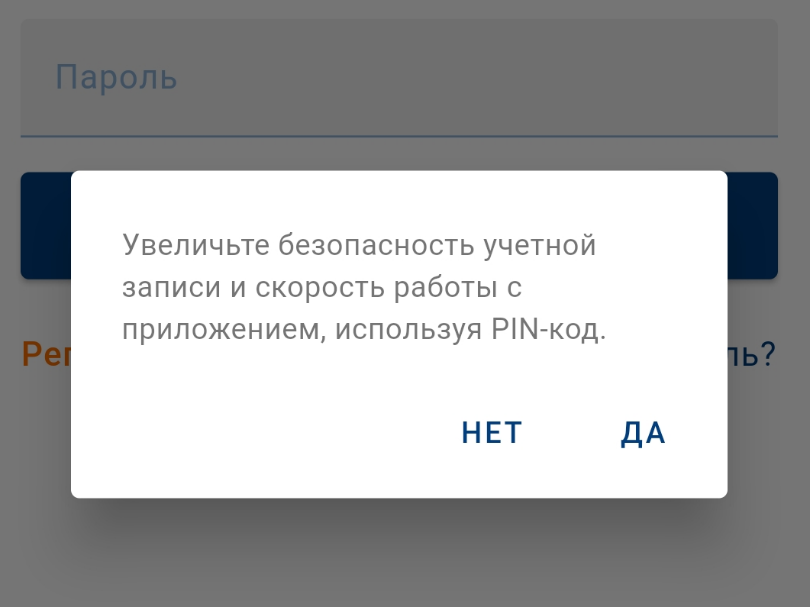 Пароль
Увеличьте безопасность учетной
записи и скорость работы с
приложением, используя PIN-код.
НЕТ ДА